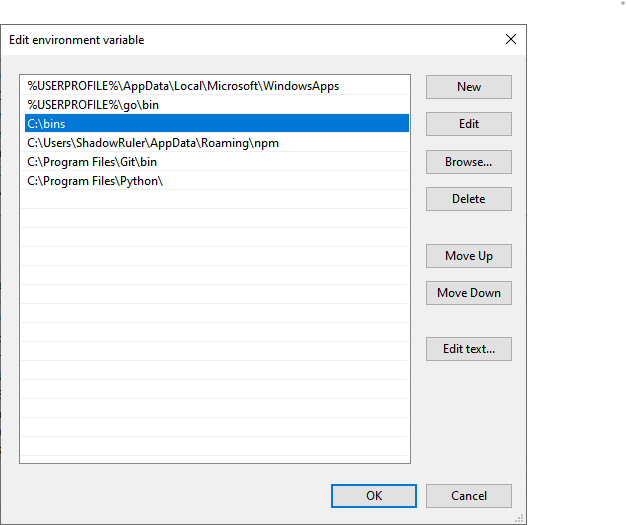 Edit environment variable
%USERPROFILE%\AppData\Local\Microsoft\WindowsApps
%USERPROFILE%\go\bin
C:\bins
C:\Users\ShadowRuler\AppData\Roaming\npm
C:\Program Files\Git\bin
C:\Program Files\Python\
New
Edit
Browse...
Delete
Move Up
Move Down
Edit text...
OK
Cancel